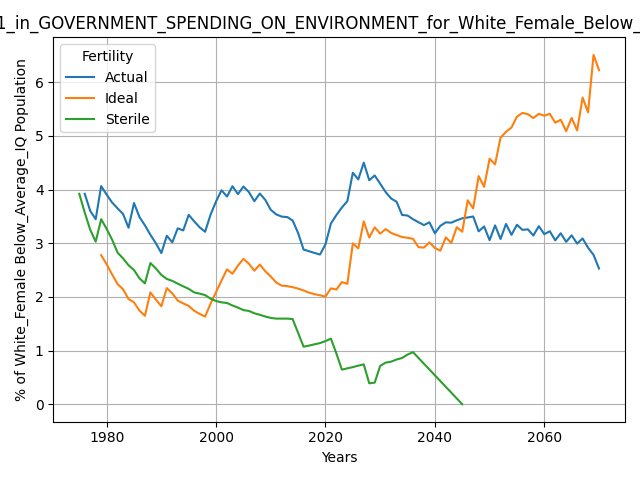 1_in_GOVERNMENT_SPENDING_ON_ENVIRONMENT_for_White_Female_Below_
Fertility
Actual
Ideal
Sterile
% of White_Female Below_Average_IQ Population
6
5
4
3
2
1
0
1980 2000 2020 2040 2060
Years